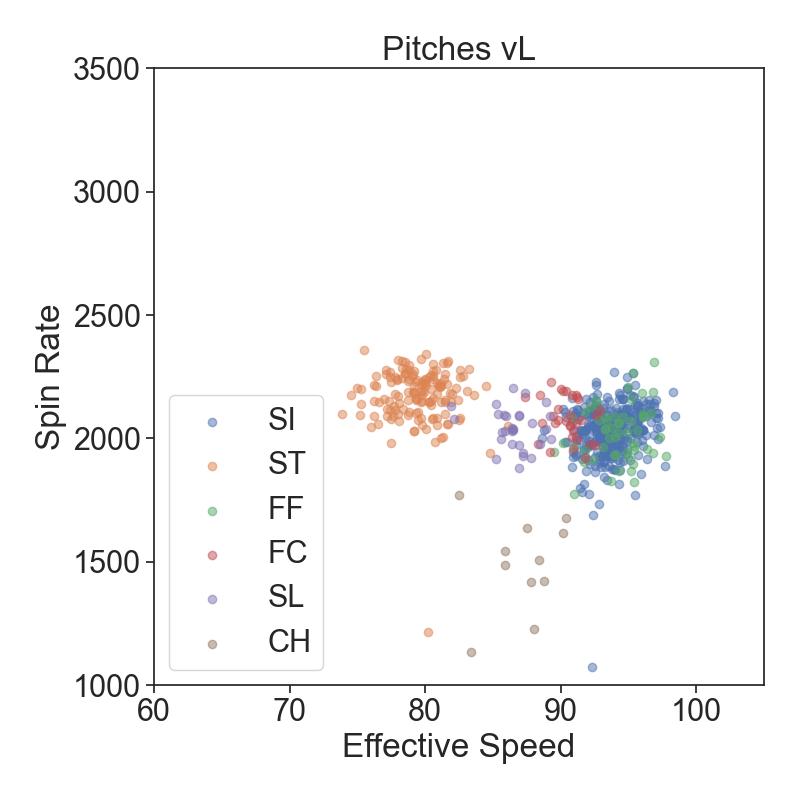 Pitches vL
3500
3000
2500
2000
1500
1000
Spin Rate
SI
ST
FF
FC
SL
CH
60 70 80 90 100
Effective Speed